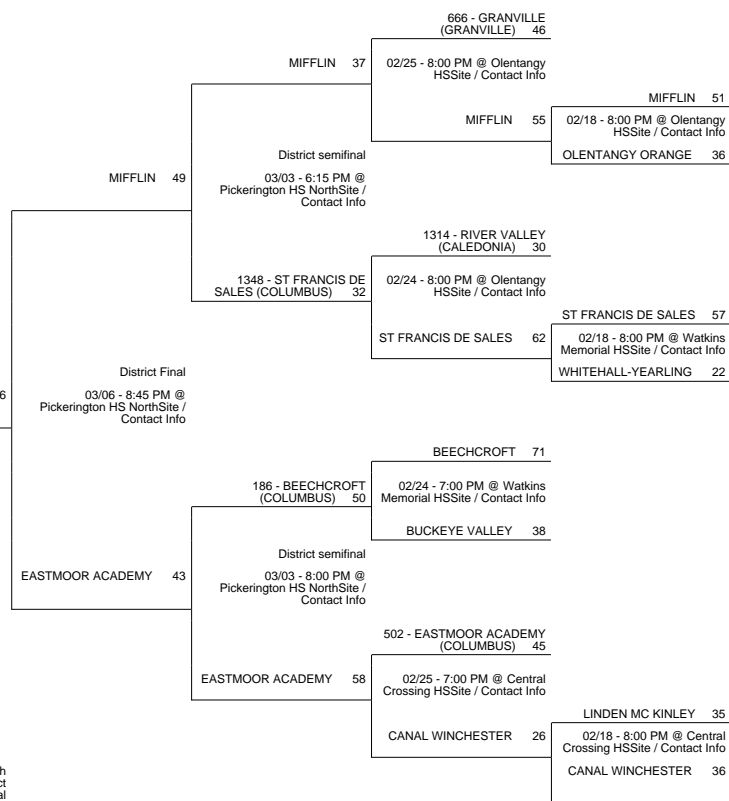 666 - GRANVILLE
(GRANVILLE) 46
MIFFLIN 37
02/25 - 8:00 PM @ Olentangy
HSSite / Contact Info
MIFFLIN 51
MIFFLIN 55
02/18 - 8:00 PM @ Olentangy
HSSite / Contact Info
OLENTANGY ORANGE 36
District semifinal
MIFFLIN 49
03/03 - 6:15 PM @
Pickerington HS NorthSite /
Contact Info
1314 - RIVER VALLEY
(CALEDONIA) 30
1348 - ST FRANCIS DE
SALES (COLUMBUS) 32
02/24 - 8:00 PM @ Olentangy
HSSite / Contact Info
ST FRANCIS DE SALES 57
ST FRANCIS DE SALES 62
02/18 - 8:00 PM @ Watkins
Memorial HSSite / Contact Info
WHITEHALL-YEARLING 22
District Final
6
03/06 - 8:45 PM @
Pickerington HS NorthSite /
Contact Info
BEECHCROFT 71
186 - BEECHCROFT
(COLUMBUS) 50
02/24 - 7:00 PM @ Watkins
Memorial HSSite / Contact Info
BUCKEYE VALLEY 38
District semifinal
EASTMOOR ACADEMY 43
03/03 - 8:00 PM @
Pickerington HS NorthSite /
Contact Info
502 - EASTMOOR ACADEMY
(COLUMBUS) 45
EASTMOOR ACADEMY 58
02/25 - 7:00 PM @ Central
Crossing HSSite / Contact Info
LINDEN MC KINLEY 35
CANAL WINCHESTER 26
02/18 - 8:00 PM @ Central
Crossing HSSite / Contact Info
CANAL WINCHESTER 36
h
ct
al